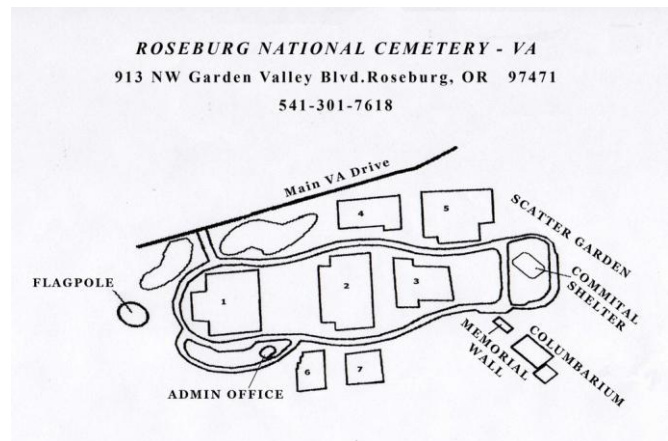 ROSEBURG NATIONAL CEMETERY - VA
913 NW Garden Valley Blvd.Roseburg, OR 97471
541-301-7618
Main VA Drive
4
5
SCATTER GARDEN
COMMITAL
SHELTER
FLAGPOLE
1
2
3
MEMORIAL
WALL
COLUMBARIUM
6
7
ADMIN OFFICE